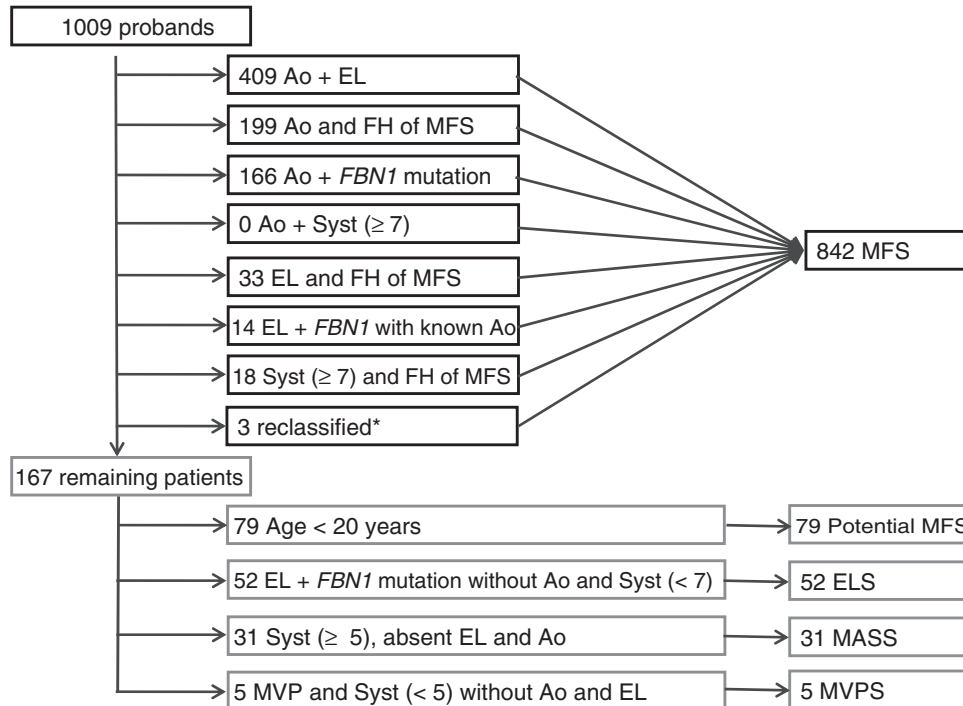 1009 probands
409 Ao + EL
199 Ao and FH of MFS
166 Ao + FBN1 mutation
0 Ao + Syst (≥ 7)
842 MFS
33 EL and FH of MFS
14 EL + FBN1 with known Ao
18 Syst (≥ 7) and FH of MFS
3 reclassified*
167 remaining patients
79 Age < 20 years
79 Potential MFS
52 EL + FBN1 mutation without Ao and Syst (< 7)
52 ELS
31 Syst (≥ 5), absent EL and Ao
31 MASS
5 MVP and Syst (< 5) without Ao and EL
5 MVPS